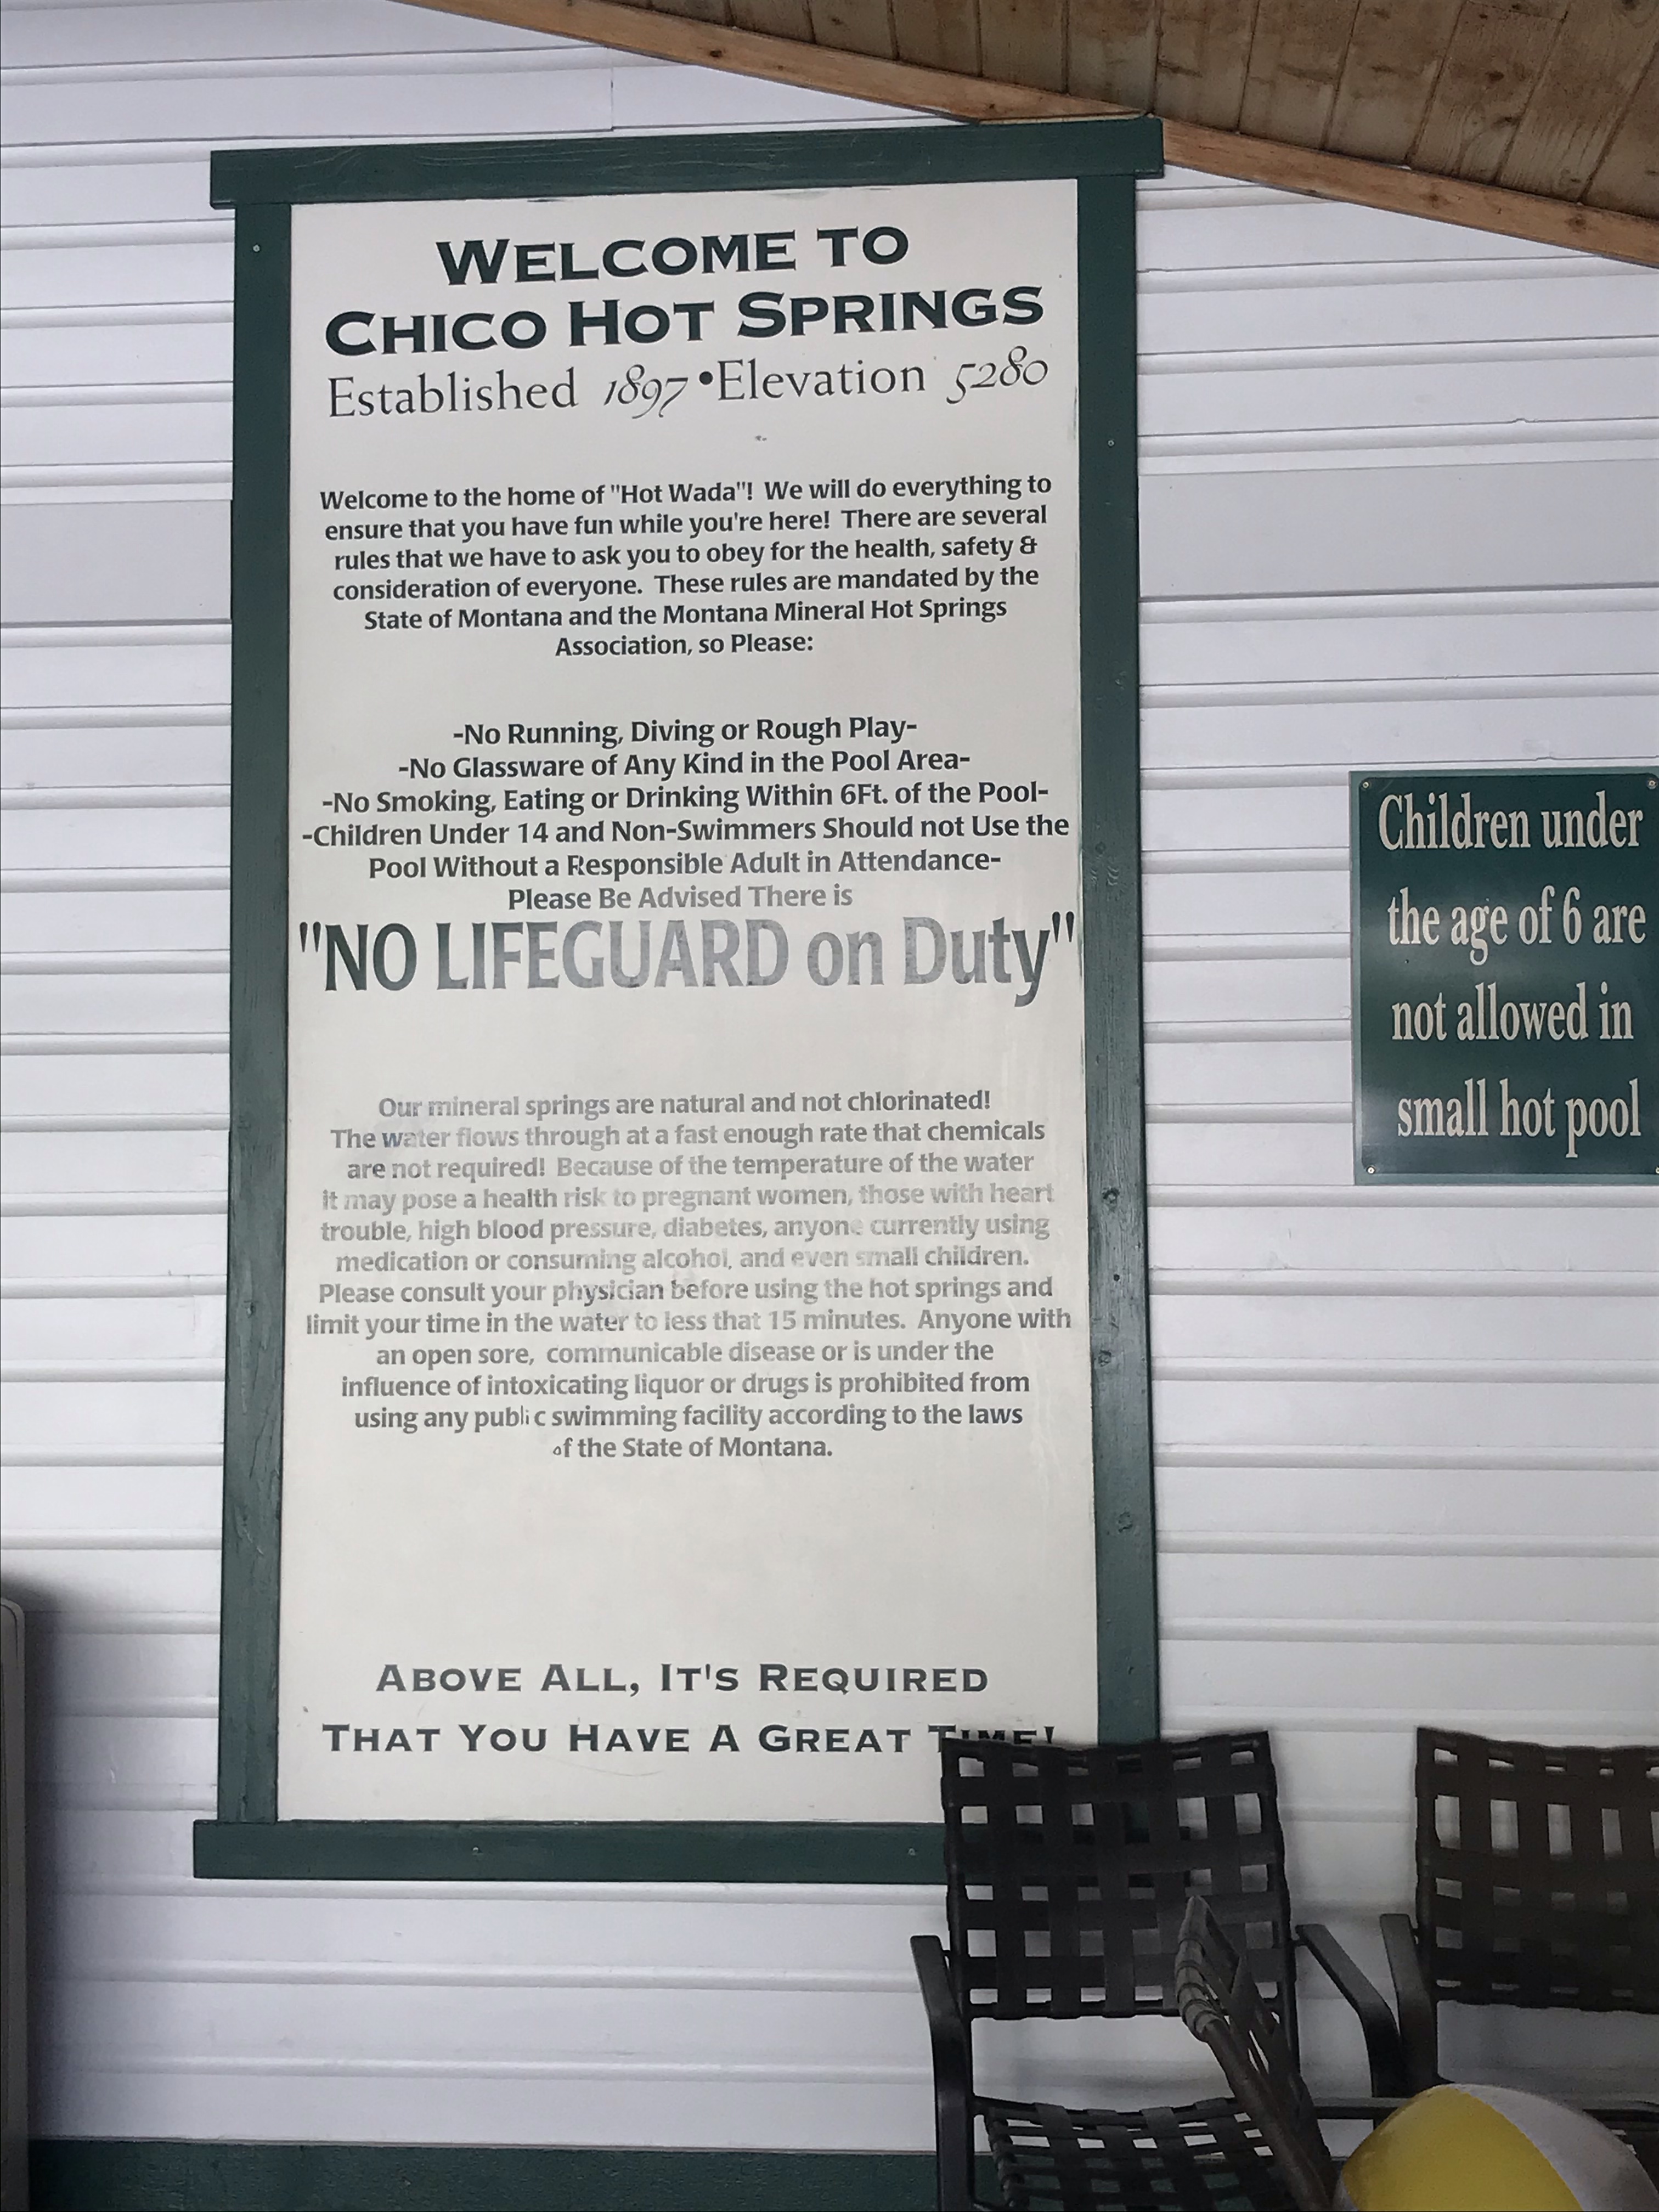 WELCOME TO
CHICO HOT SPRINGS
Established 1897 • Elevation 5280
Welcome to the home of "Hot Wada"! We will do everything to
ensure that you have fun while you're here! There are several
rules that we have to ask you to obey for the health, safety &
consideration of everyone. These rules are mandated by the
State of Montana and the Montana Mineral Hot Springs
Association, so Please:
-No Running, Diving or Rough Play-
-No Glassware of Any Kind in the Pool Area-
-No Smoking, Eating or Drinking Within 6Ft. of the Pool-
-Children Under 14 and Non-Swimmers Should not Use the
Pool Without a Responsible Adult in Attendance-
Please Be Advised There is
"NO LIFEGUARD on Duty"
Our mineral springs are natural and not chlorinated!
The water flows through at a fast enough rate that chemicals
are not required! Because of the temperature of the water
it may pose a health risk to pregnant women, those with heart
trouble, high blood pressure, diabetes, anyone currently using
medication or consuming alcohol, and even small children.
Please consult your physician before using the hot springs and
limit your time in the water to less that 15 minutes. Anyone with
an open sore, communicable disease or is under the
influence of intoxicating liquor or drugs is prohibited from
using any public swimming facility according to the laws
of the State of Montana.
ABOVE ALL, IT'S REQUIRED
THAT YOU HAVE A GREAT TIME!
Children under
the age of 6 are
not allowed in
small hot pool